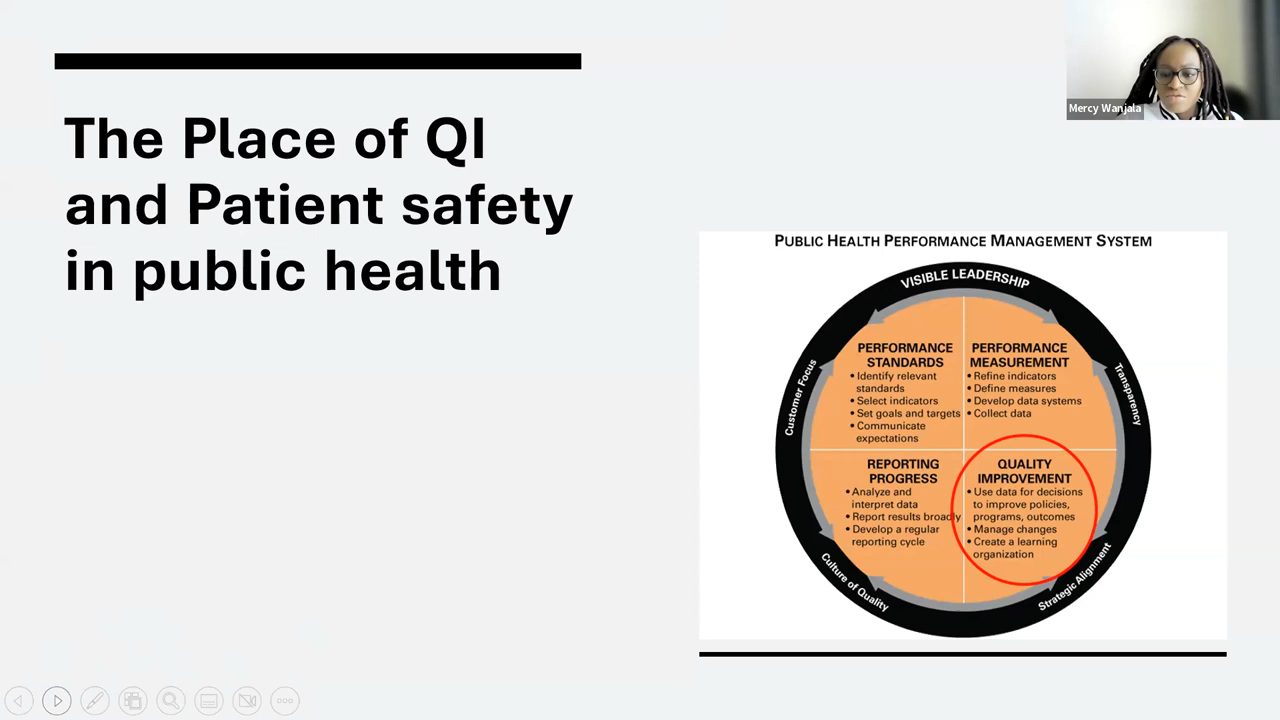 The Place of QI
and Patient safety
in public health
Mercy Wanjala
PUBLIC HEALTH PERFORMANCE MANAGEMENT SYSTEM
VISIBLE LEADERSHIP
Customer Focus
Transparency
PERFORMANCE
STANDARDS
• Identify relevant
standards
• Select indicators
• Set goals and targets
• Communicate
expectations
PERFORMANCE
MEASUREMENT
• Refine indicators
• Define measures
• Develop data systems
• Collect data
REPORTING
PROGRESS
• Analyze and
interpret data
• Report results broadly
• Develop a regular
reporting cycle
QUALITY
IMPROVEMENT
• Use data for decisions
to improve policies,
programs, outcomes
• Manage changes
• Create a learning
organization
Culture of Quality
Strategic Alignment